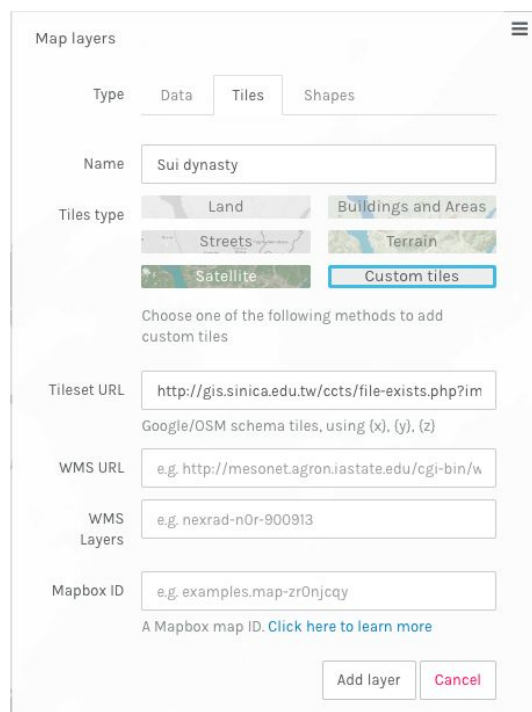 Map layers
Type
Data
Tiles
Shapes
Name
Sui dynasty
Tiles type
Land
Buildings and Areas
Streets
Terrain
Satellite
Custom tiles
Choose one of the following methods to add
custom tiles
Tileset URL
http://gis.sinica.edu.tw/ccts/file-exists.php?im
Google/OSM schema tiles, using {x}, {y}, {z}
WMS URL
e.g. http://mesonet.agron.iastate.edu/cgi-bin/w
WMS
Layers
e.g. nexrad-n0r-900913
Mapbox ID
e.g. examples.map-zr0njcqy
A Mapbox map ID. Click here to learn more
Add layer
Cancel